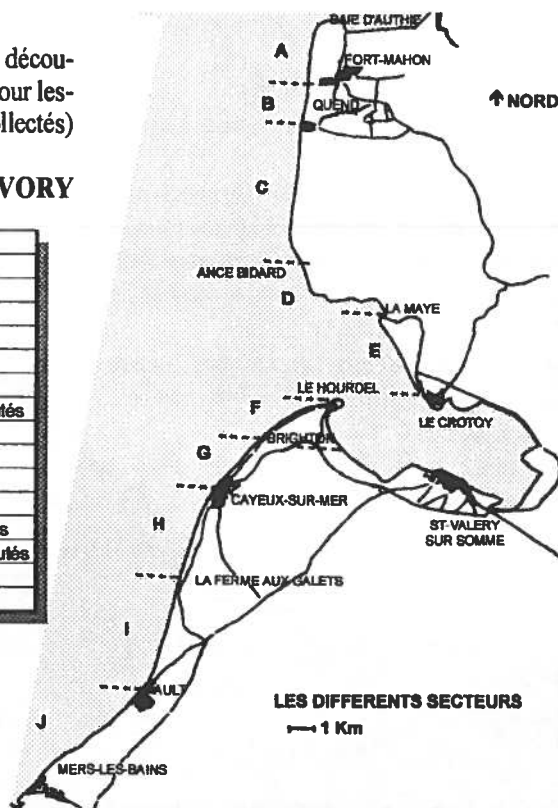 décou-
our les-
ollectés)
VORY
tés
s
utés
BAIE D'AUTHIE
A
FORT-MAHON
B
QUEND
NORD
C
ANCE BIDARD
D
LA MAYE
E
LE HOURDEL
F
LE CROTOY
BRIGHTON
G
CAYEUX-SUR-MER
ST-VALERY
SUR SOMME
H
LA FERME AUX GALETS
I
AULT
LES DIFFERENTS SECTEURS
1 Km
J
MERS-LES-BAINS